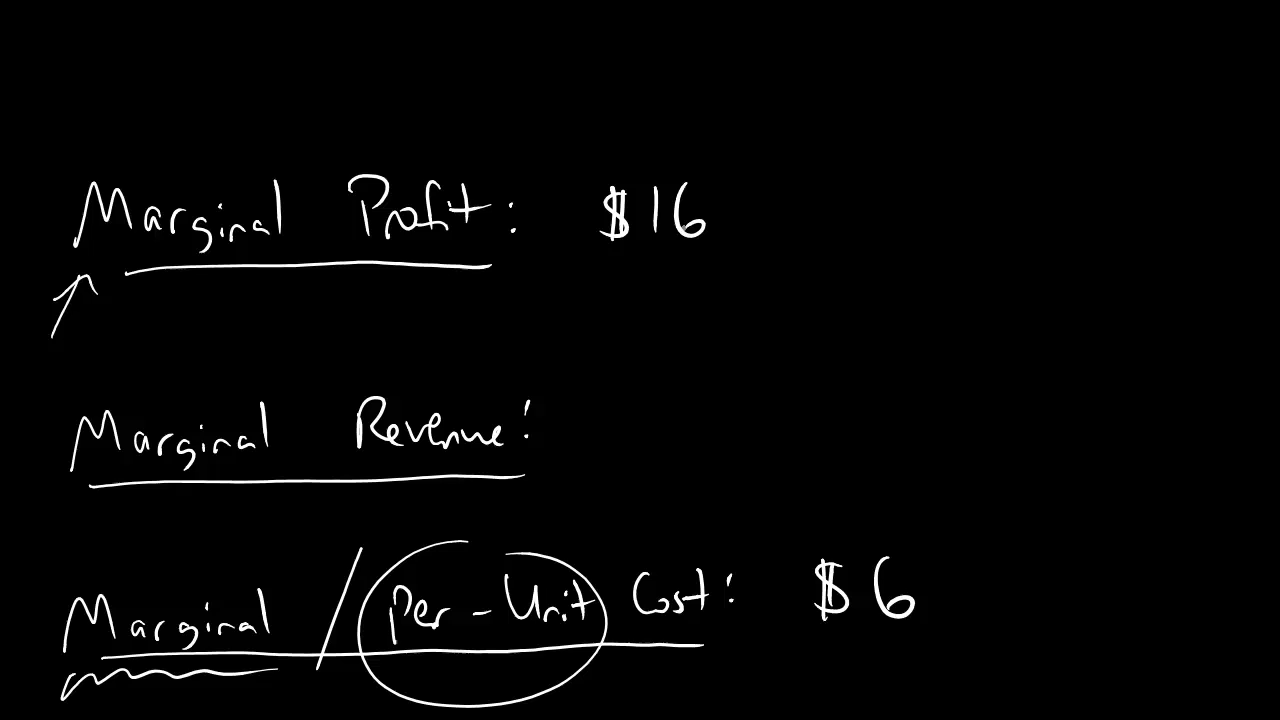 Marginal Profit: $16
Marginal Revenue:
Marginal / Per-Unit Cost: $6